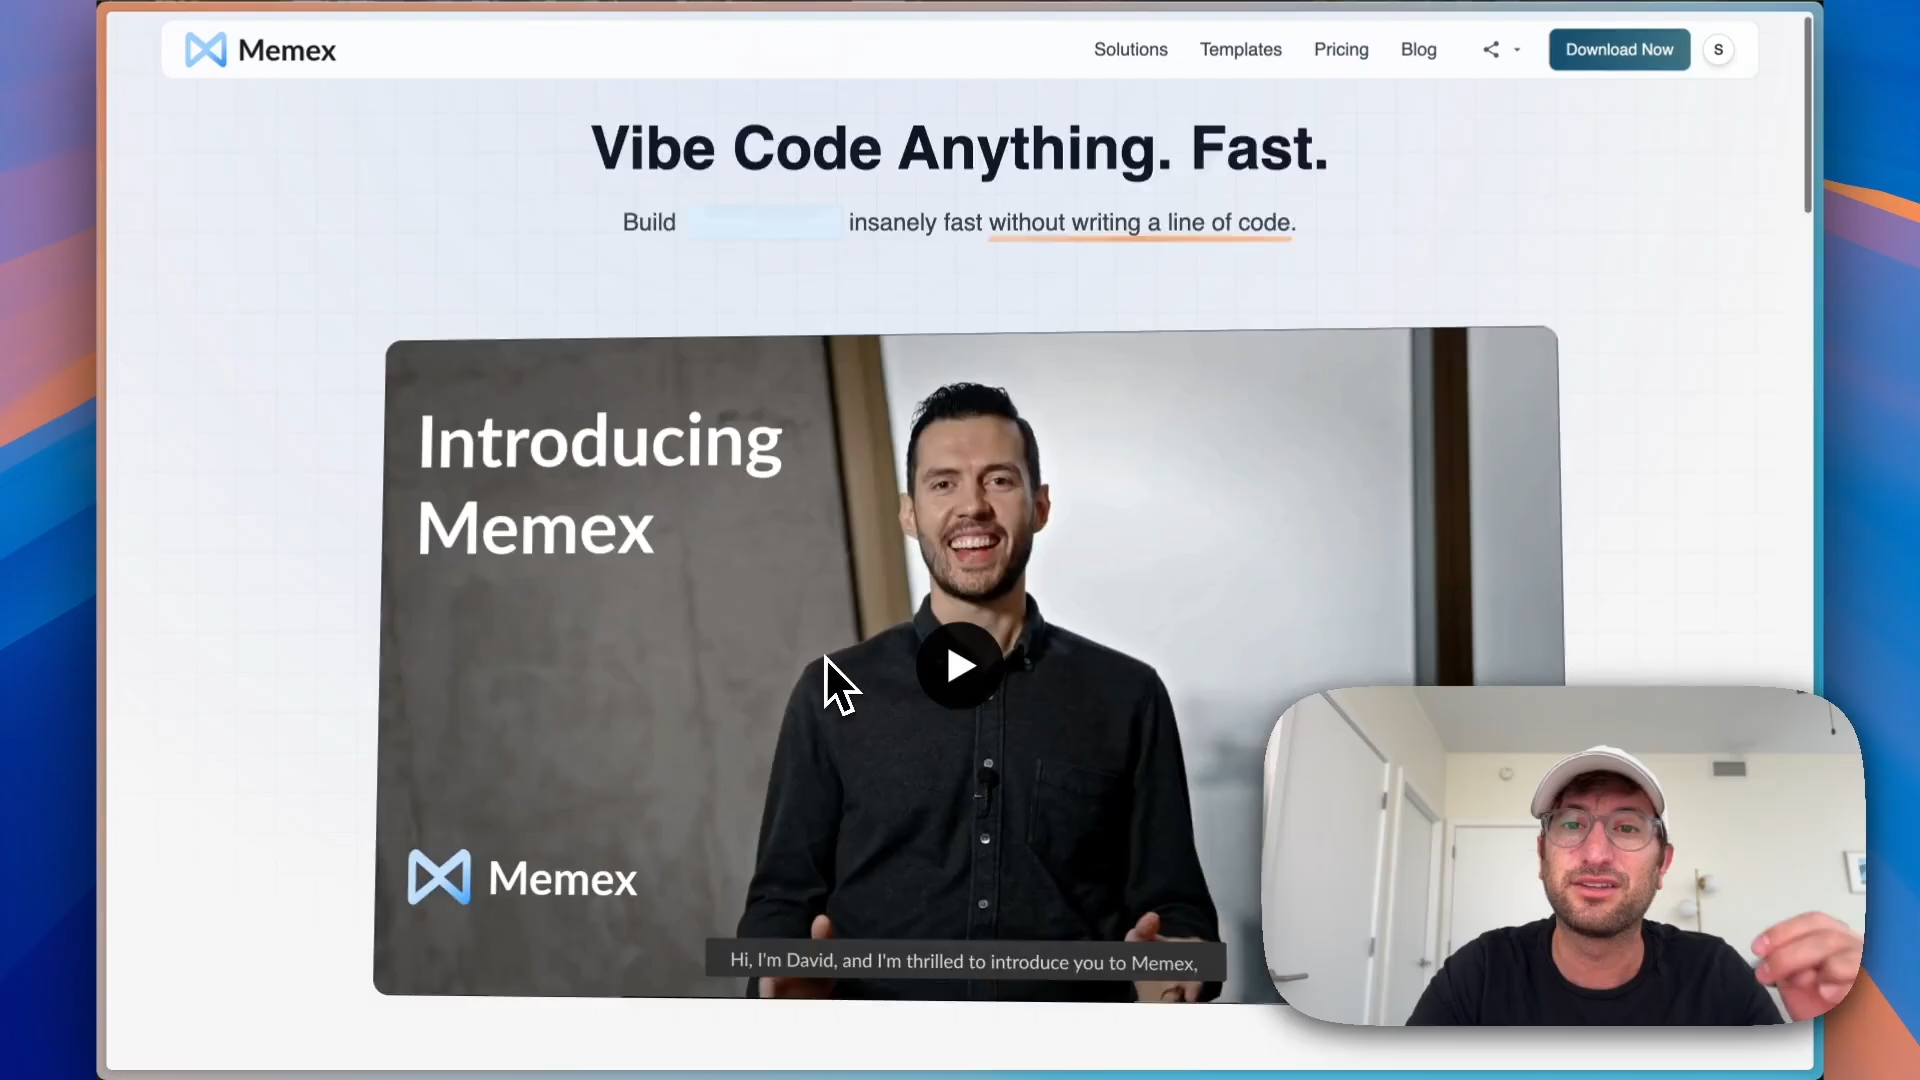 Memex
Solutions
Templates
Pricing
Blog
Download Now
S
Vibe Code Anything. Fast.
Build insanely fast without writing a line of code.
Introducing
Memex
Memex
Hi, I'm David, and I'm thrilled to introduce you to Memex,